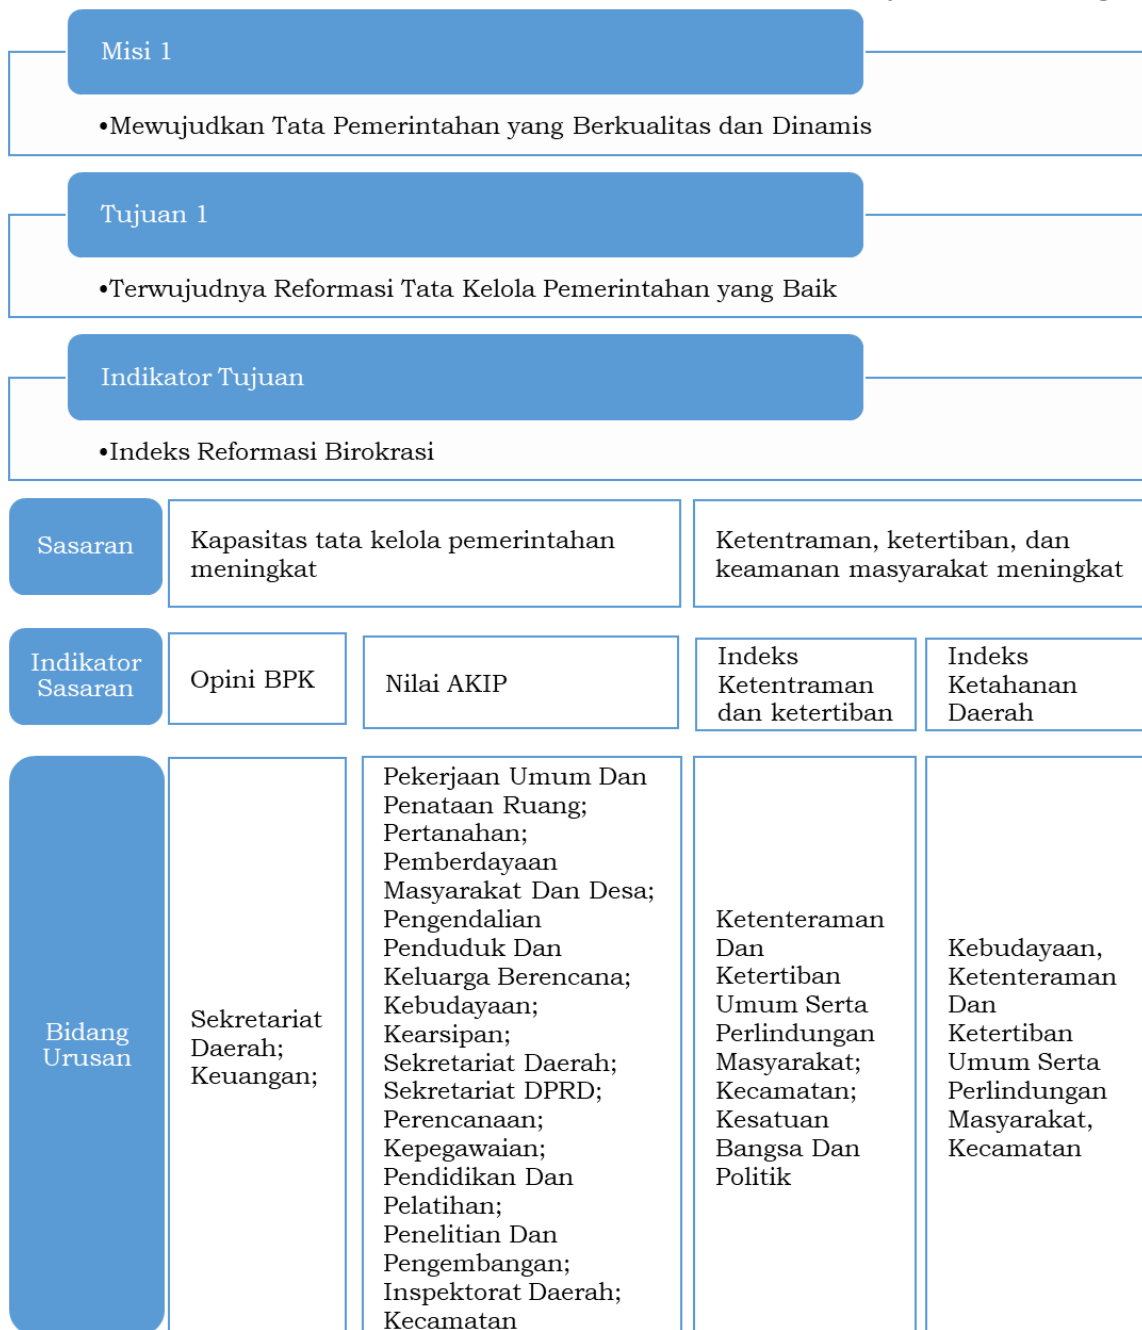 Misi 1
•Mewujudkan Tata Pemerintahan yang Berkualitas dan Dinamis
Tujuan 1
•Terwujudnya Reformasi Tata Kelola Pemerintahan yang Baik
Indikator Tujuan
•Indeks Reformasi Birokrasi
Sasaran
Kapasitas tata kelola pemerintahan
meningkat
Ketentraman, ketertiban, dan
keamanan masyarakat meningkat
Indikator
Sasaran
Opini BPK
Nilai AKIP
Indeks
Ketentraman
dan ketertiban
Indeks
Ketahanan
Daerah
Bidang
Urusan
Sekretariat
Daerah;
Keuangan;
Pekerjaan Umum Dan
Penataan Ruang;
Pertanahan;
Pemberdayaan
Masyarakat Dan Desa;
Pengendalian
Penduduk Dan
Keluarga Berencana;
Kebudayaan;
Kearsipan;
Sekretariat Daerah;
Sekretariat DPRD;
Perencanaan;
Kepegawaian;
Pendidikan Dan
Pelatihan;
Penelitian Dan
Pengembangan;
Inspektorat Daerah;
Kecamatan
Ketenteraman
Dan
Ketertiban
Umum Serta
Perlindungan
Masyarakat;
Kecamatan;
Kesatuan
Bangsa Dan
Politik
Kebudayaan,
Ketenteraman
Dan
Ketertiban
Umum Serta
Perlindungan
Masyarakat,
Kecamatan